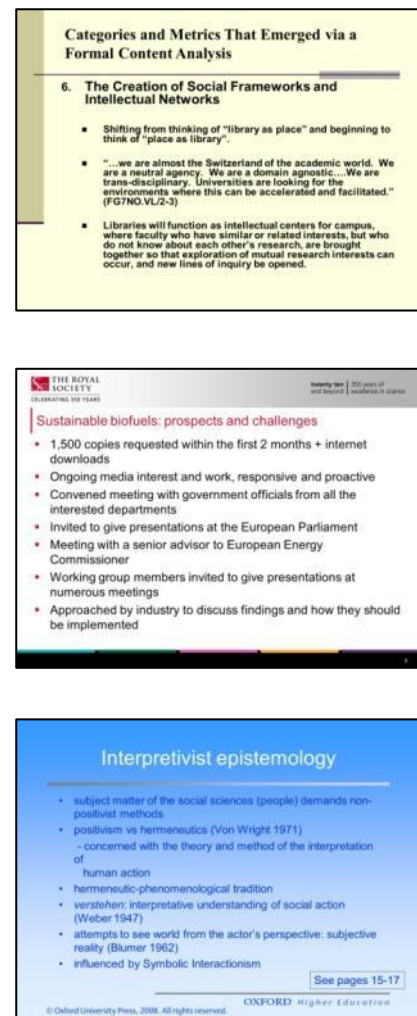 Categories and Metrics That Emerged via a
Formal Content Analysis
6. The Creation of Social Frameworks and
Intellectual Networks
■ Shifting from thinking of "library as place" and beginning to
think of "place as library".
■ "…we are almost the Switzerland of the academic world. We
are a neutral agency. We are a domain agnostic….We are
trans-disciplinary. Universities are looking for the
environments where this can be accelerated and facilitated."
(FG7NO.VL/2-3)
■ Libraries will function as intellectual centers for campus,
where faculty who have similar or related interests, but who
do not know about each other's research, are brought
together so that exploration of mutual research interests can
occur, and new lines of inquiry be opened.
THE ROYAL
SOCIETY
CELEBRATING 350 YEARS
twenty ten | 350 years of
and beyond | excellence in science
Sustainable biofuels: prospects and challenges
• 1,500 copies requested within the first 2 months + internet
downloads
• Ongoing media interest and work, responsive and proactive
• Convened meeting with government officials from all the
interested departments
• Invited to give presentations at the European Parliament
• Meeting with a senior advisor to European Energy
Commissioner
• Working group members invited to give presentations at
numerous meetings
• Approached by industry to discuss findings and how they should
be implemented
Interpretivist epistemology
• subject matter of the social sciences (people) demands non-
positivist methods
• positivism vs hermeneutics (Von Wright 1971)
- concerned with the theory and method of the interpretation
of
human action
• hermeneutic-phenomenological tradition
• verstehen: interpretative understanding of social action
(Weber 1947)
• attempts to see world from the actor's perspective: subjective
reality (Blumer 1962)
• influenced by Symbolic Interactionism
See pages 15-17
OXFORD Higher Education
© Oxford University Press, 2008. All rights reserved.